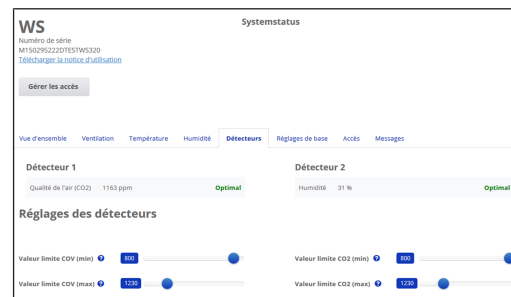 WS
Systemstatus
Numéro de série
M150295222DTESTWS320
Télécharger la notice d'utilisation
Gérer les accès
Vue d'ensemble Ventilation Température Humidité Détecteurs Réglages de base Accès Messages
Détecteur 1 Détecteur 2
Qualité de l'air (CO2) 1163 ppm Optimal Humidité 31 % Optimal
Réglages des détecteurs
Valeur limite COV (min) ? 800 Valeur limite CO2 (min) ? 800
Valeur limite COV (max) ? 1230 Valeur limite CO2 (max) ? 1230